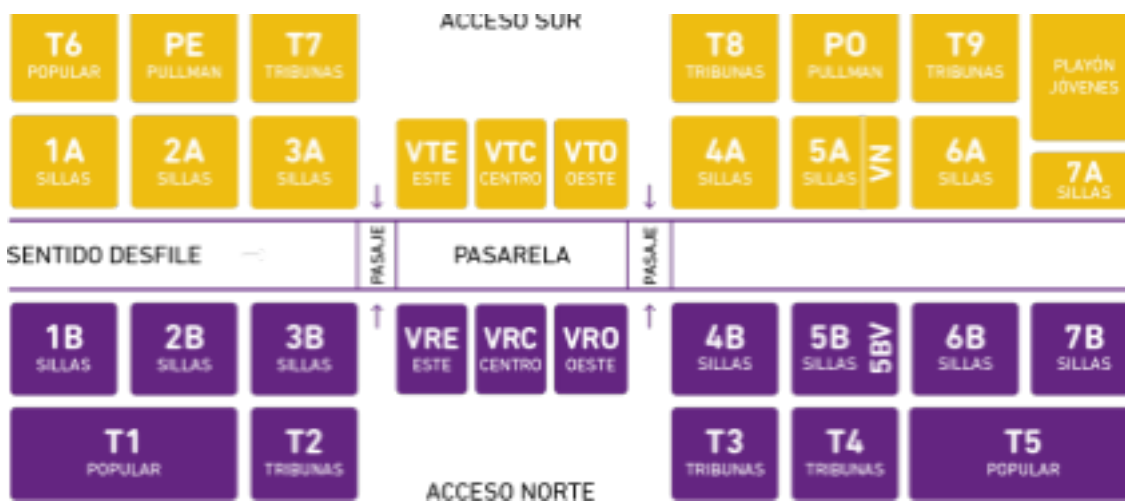 ACCESO SUR
T6
POPULAR
PE
PULLMAN
T7
TRIBUNAS
T8
TRIBUNAS
PO
PULLMAN
T9
TRIBUNAS
PLAYÓN
JÓVENES
1A
SILLAS
2A
SILLAS
3A
SILLAS
VTE
ESTE
VTC
CENTRO
VTO
OESTE
4A
SILLAS
5A
SILLAS
VN
6A
SILLAS
7A
SILLAS
SENTIDO DESFILE
PASAJE
PASARELA
PASAJE
1B
SILLAS
2B
SILLAS
3B
SILLAS
VRE
ESTE
VRC
CENTRO
VRO
OESTE
4B
SILLAS
5B
SILLAS
5BV
6B
SILLAS
7B
SILLAS
T1
POPULAR
T2
TRIBUNAS
T3
TRIBUNAS
T4
TRIBUNAS
T5
POPULAR
ACCESO NORTE